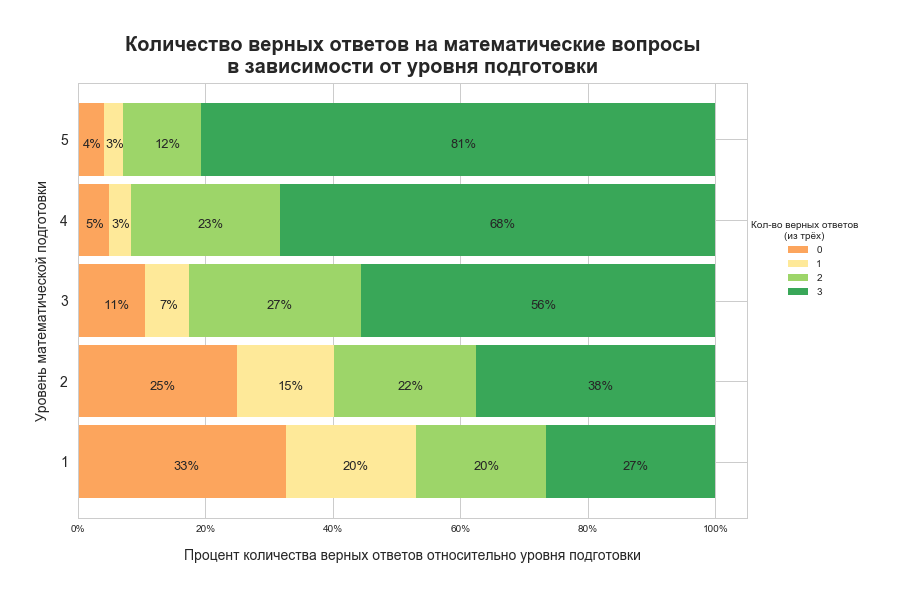 Количество верных ответов на математические вопросы
в зависимости от уровня подготовки
Уровень математической подготовки
5
4% 3% 12% 81%
4
5% 3% 23% 68%
3
11% 7% 27% 56%
2
25% 15% 22% 38%
1
33% 20% 20% 27%
0% 20% 40% 60% 80% 100%
Процент количества верных ответов относительно уровня подготовки
Кол-во верных ответов
(из трёх)
0
1
2
3